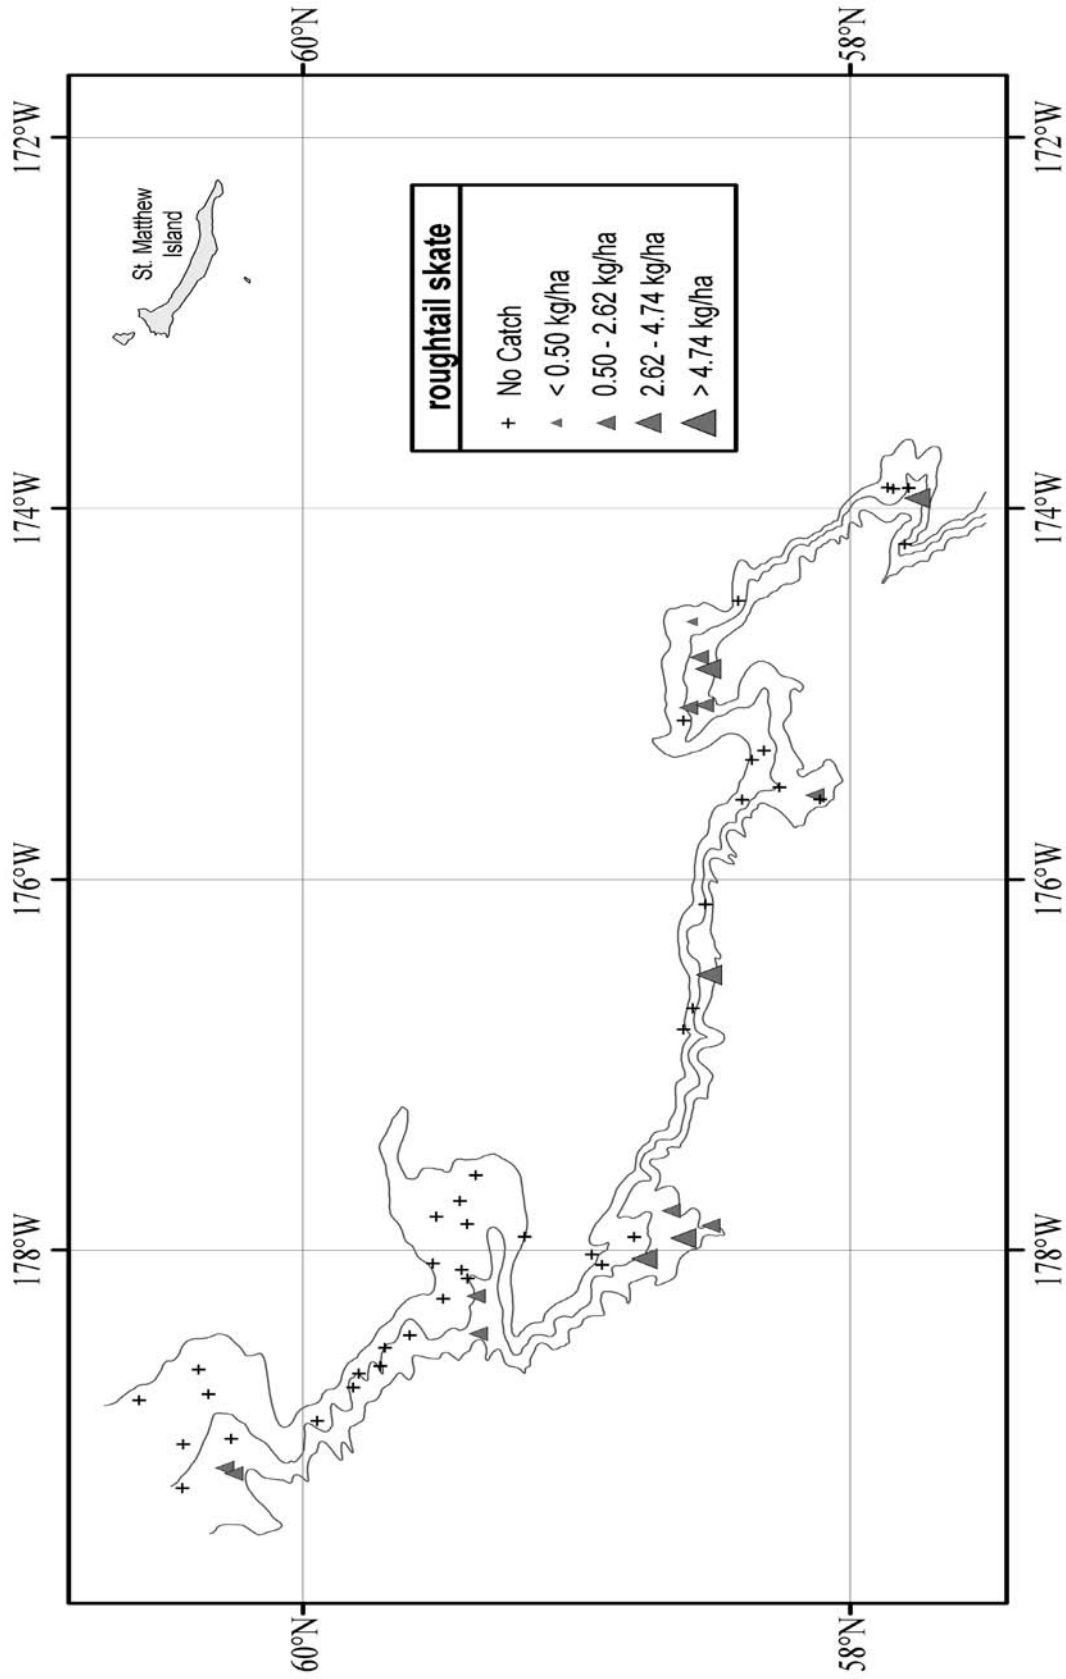 178°W
176°W
174°W
172°W
60°N
60°N
St. Matthew
Island
roughtail skate
No Catch
< 0.50 kg/ha
0.50 - 2.62 kg/ha
2.62 - 4.74 kg/ha
> 4.74 kg/ha
58°N
58°N
178°W
176°W
174°W
172°W